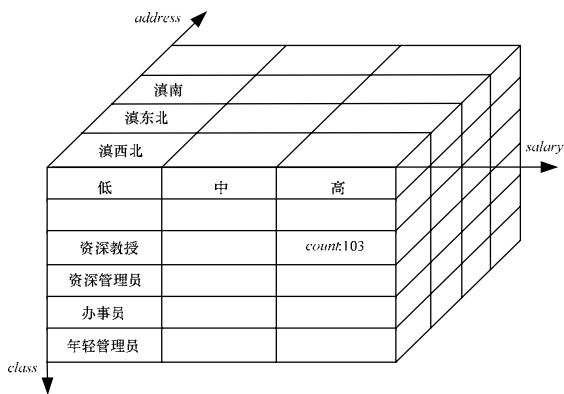 address
滇南
滇东北
滇西北
salary
低 中 高
资深教授 count:103
资深管理员
办事员
年轻管理员
class